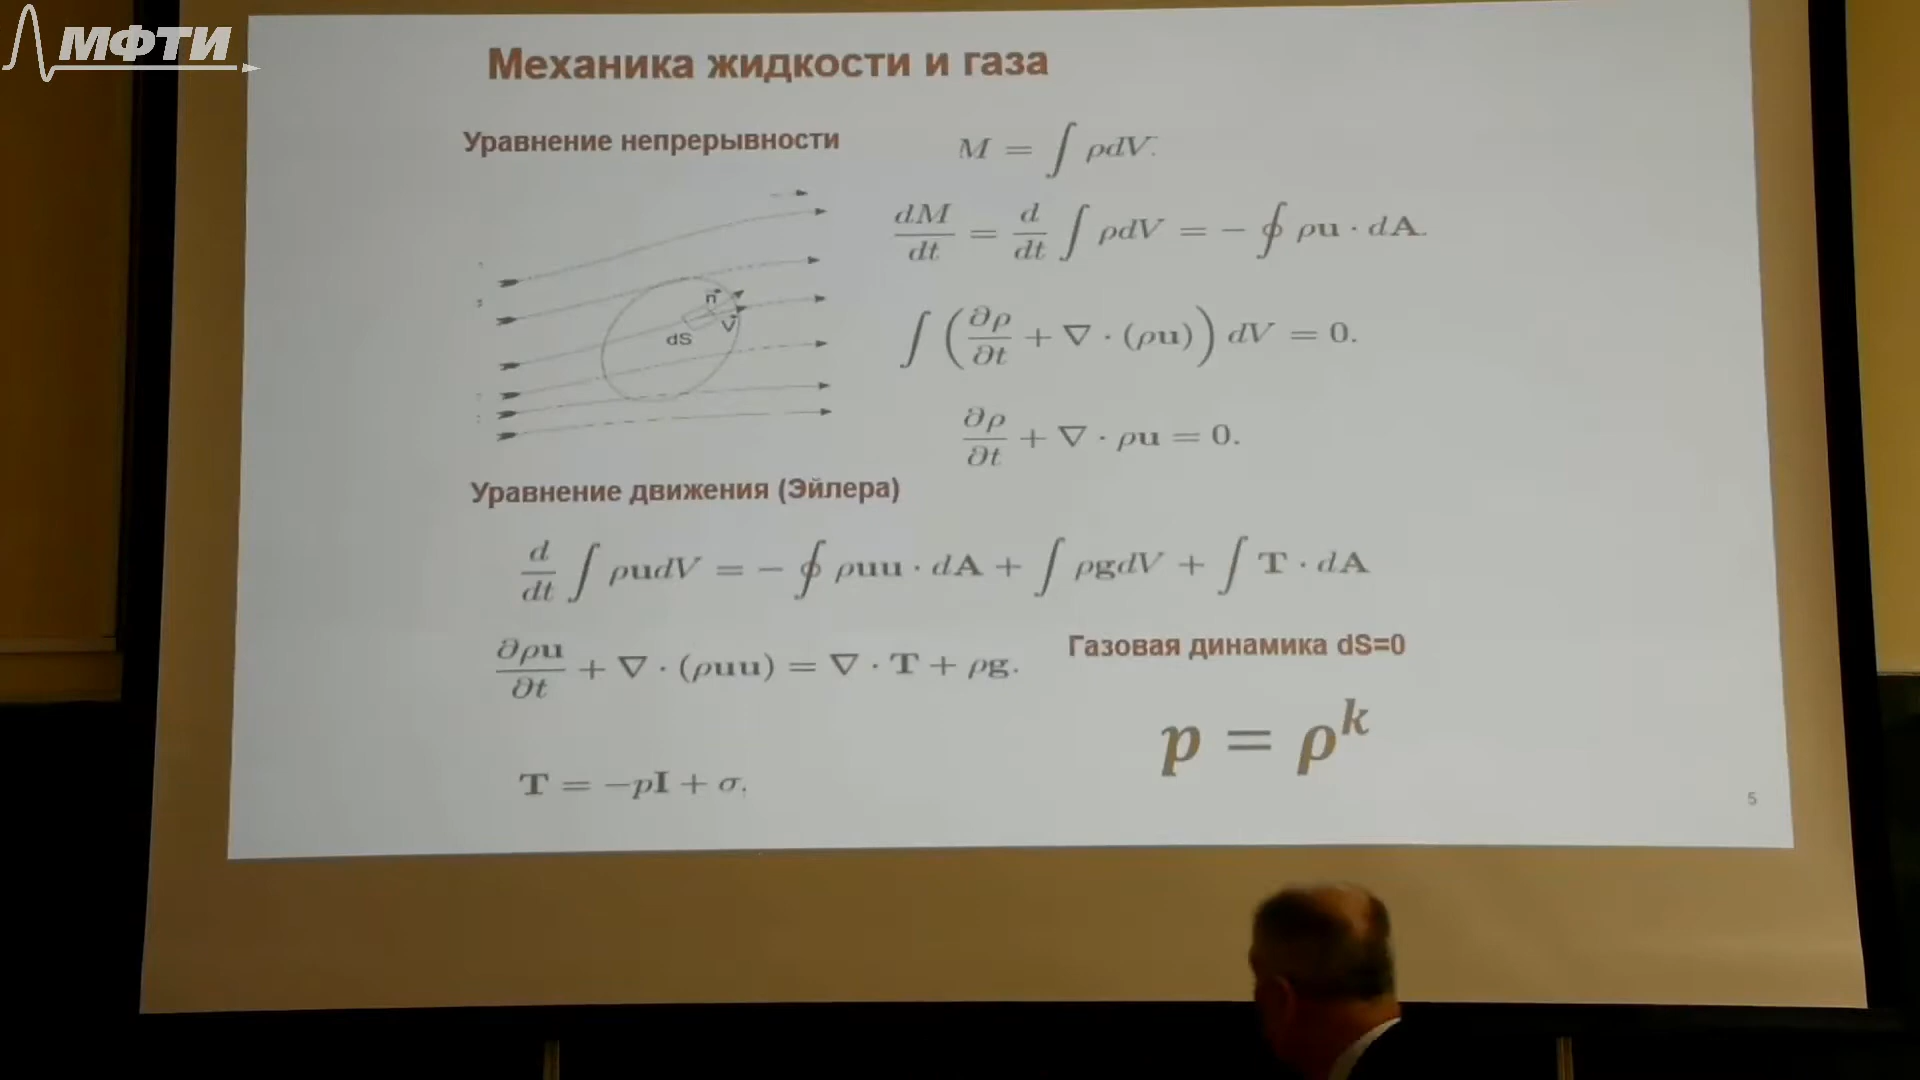 МФТИ
Механика жидкости и газа
Уравнение непрерывности
M = ∫ ρdV.
dM/dt = d/dt ∫ ρdV = − ∮ ρu · dA.
n⃗
V⃗
dS
∫ (∂ρ/∂t + ∇ · (ρu)) dV = 0.
∂ρ/∂t + ∇ · ρu = 0.
Уравнение движения (Эйлера)
d/dt ∫ ρudV = − ∮ ρuu · dA + ∫ ρgdV + ∫ T · dA
∂ρu/∂t + ∇ · (ρuu) = ∇ · T + ρg.
Газовая динамика dS=0
p = ρ^k
T = −pI + σ.
5